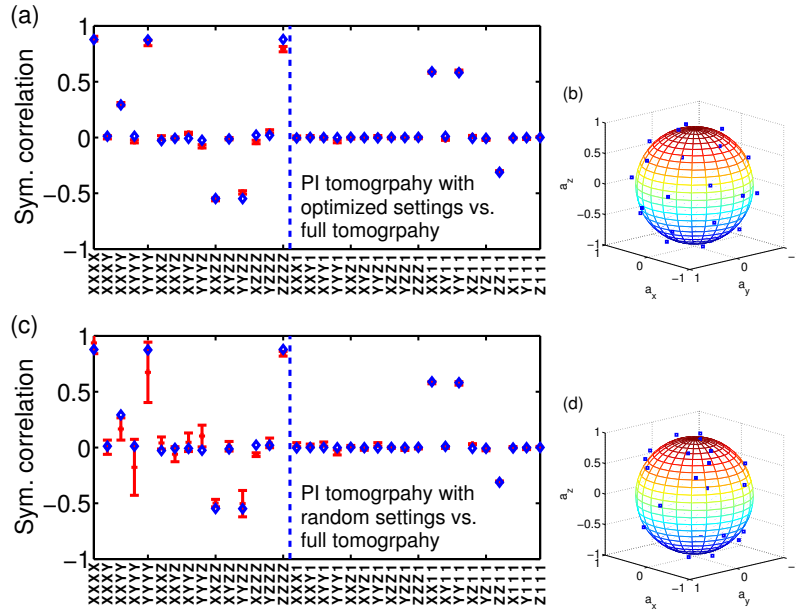 (a)
Sym. correlation
1
0.5
0
−0.5
−1
PI tomogrpahy with
optimized settings vs.
full tomogrpahy
XXXX
XXXY
XXYY
XYYY
YYYY
XXXZ
XXYZ
XYYZ
YYYZ
XXZZ
XYZZ
YYZZ
XZZZ
YZZZ
ZZZZ
XXX1
XXY1
XYY1
YYY1
XXZ1
XYZ1
YYZ1
XZZ1
YZZ1
ZZZ1
XX11
XY11
YY11
XZ11
YZ11
ZZ11
X111
Y111
Z111
(b)
a_z
1
0.5
0
−0.5
−1
1
0
−1
a_x
1
0
−
a_y
(c)
Sym. correlation
1
0.5
0
−0.5
−1
PI tomogrpahy with
random settings vs.
full tomogrpahy
XXXX
XXXY
XXYY
XYYY
YYYY
XXXZ
XXYZ
XYYZ
YYYZ
XXZZ
XYZZ
YYZZ
XZZZ
YZZZ
ZZZZ
XXX1
XXY1
XYY1
YYY1
XXZ1
XYZ1
YYZ1
XZZ1
YZZ1
ZZZ1
XX11
XY11
YY11
XZ11
YZ11
ZZ11
X111
Y111
Z111
(d)
a_z
1
0.5
0
−0.5
−1
1
0
−1
a_x
1
0
−
a_y